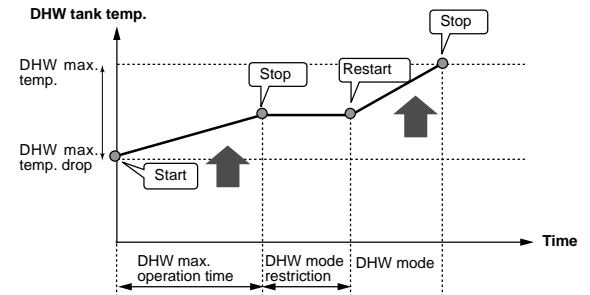 DHW tank temp.
Stop
DHW max.
temp.
Stop
Restart
DHW max.
temp. drop
Start
Time
DHW max.
operation time
DHW mode
restriction
DHW mode